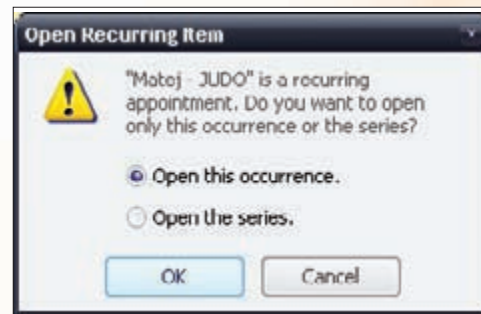 Open Recurring Item
"Matej - JUDO" is a recurring
appointment. Do you want to open
only this occurrence or the series?
Open this occurrence.
Open the series.
OK
Cancel